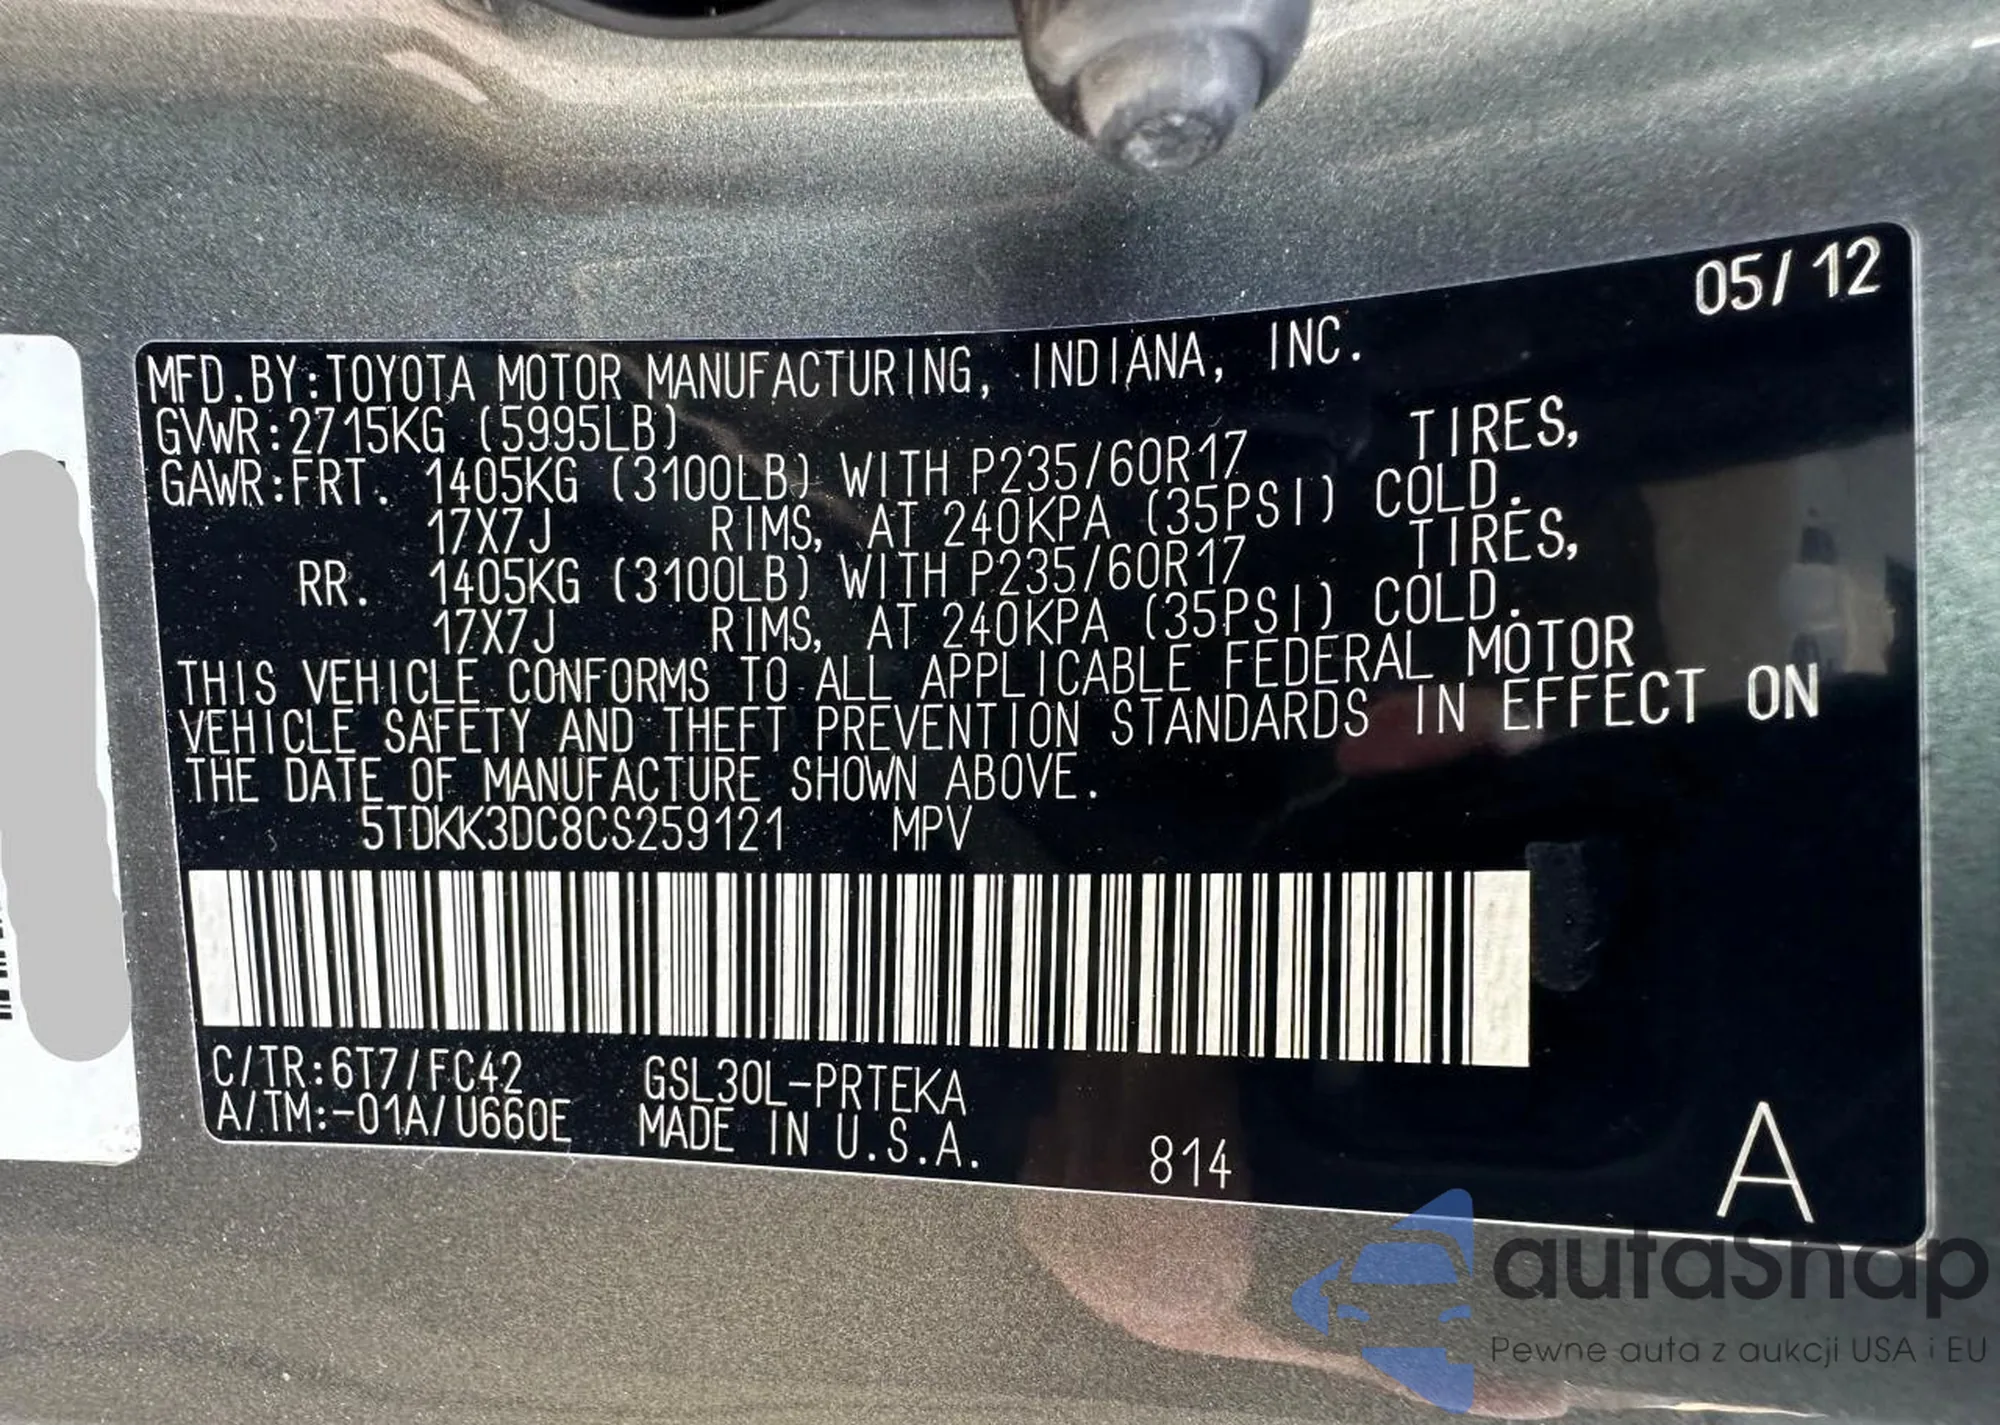 05/12
MFD.BY:TOYOTA MOTOR MANUFACTURING, INDIANA, INC.
GVWR:2715KG (5995LB)
GAWR:FRT. 1405KG (3100LB) WITH P235/60R17 TIRES,
17X7J RIMS, AT 240KPA (35PSI) COLD.
RR. 1405KG (3100LB) WITH P235/60R17 TIRES,
17X7J RIMS, AT 240KPA (35PSI) COLD.
THIS VEHICLE CONFORMS TO ALL APPLICABLE FEDERAL MOTOR
VEHICLE SAFETY AND THEFT PREVENTION STANDARDS IN EFFECT ON
THE DATE OF MANUFACTURE SHOWN ABOVE.
5TDKK3DC8CS259121 MPV
C/TR:6T7/FC42 GSL30L-PRTEKA
A/TM:-01A/U660E MADE IN U.S.A.
814
A
autaSnap
Pewne auta z aukcji USA i EU